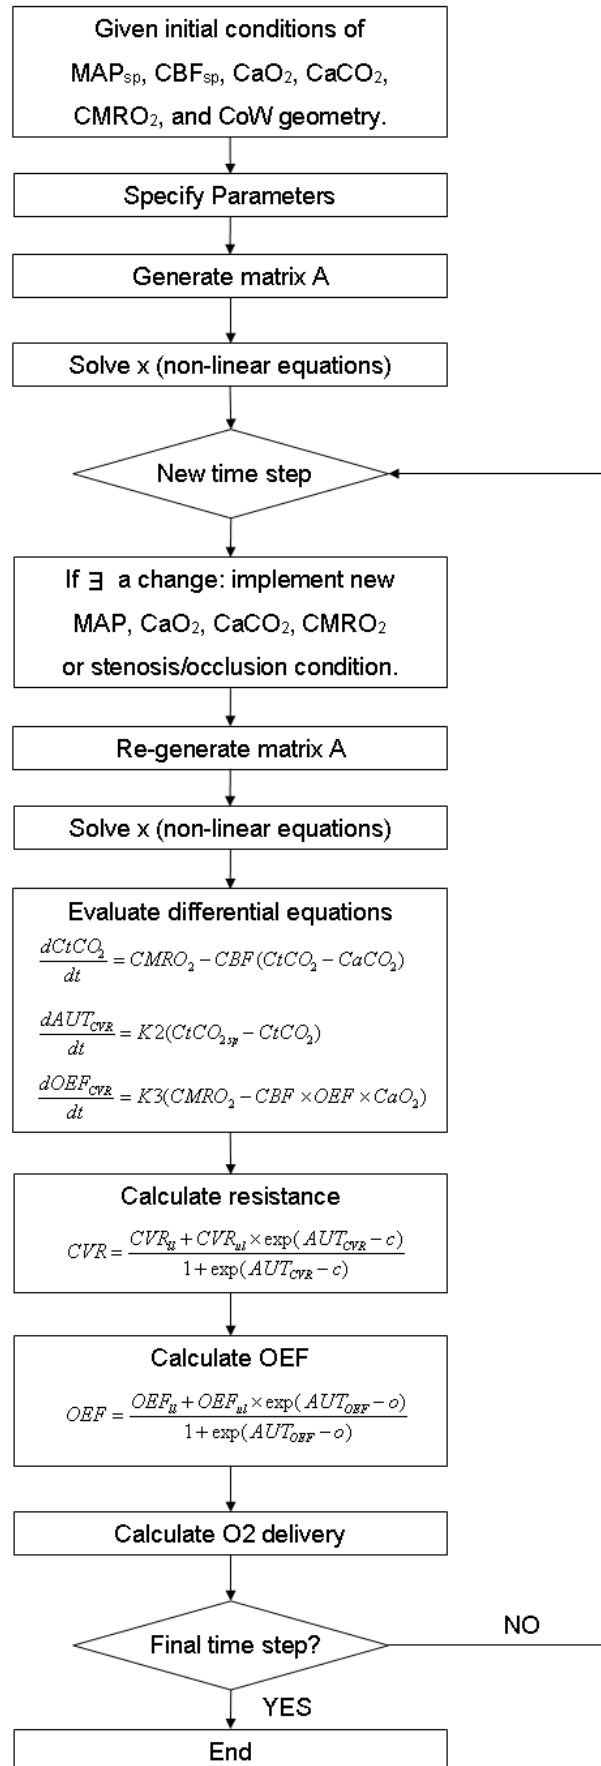 Given initial conditions of
MAPsp, CBFsp, CaO2, CaCO2,
CMRO2, and CoW geometry.
Specify Parameters
Generate matrix A
Solve x (non-linear equations)
New time step
If ∃ a change: implement new
MAP, CaO2, CaCO2, CMRO2
or stenosis/occlusion condition.
Re-generate matrix A
Solve x (non-linear equations)
Evaluate differential equations
dCtCO2/dt = CMRO2 − CBF(CtCO2 − CaCO2)
dAUTCVR/dt = K2(CtCO2sp − CtCO2)
dOEFCVR/dt = K3(CMRO2 − CBF × OEF × CaO2)
Calculate resistance
CVR = CVRll + CVRul × exp(AUTCVR − c) / 1 + exp(AUTCVR − c)
Calculate OEF
OEF = OEFll + OEFul × exp(AUTOEF − o) / 1 + exp(AUTOEF − o)
Calculate O2 delivery
Final time step?
NO
YES
End